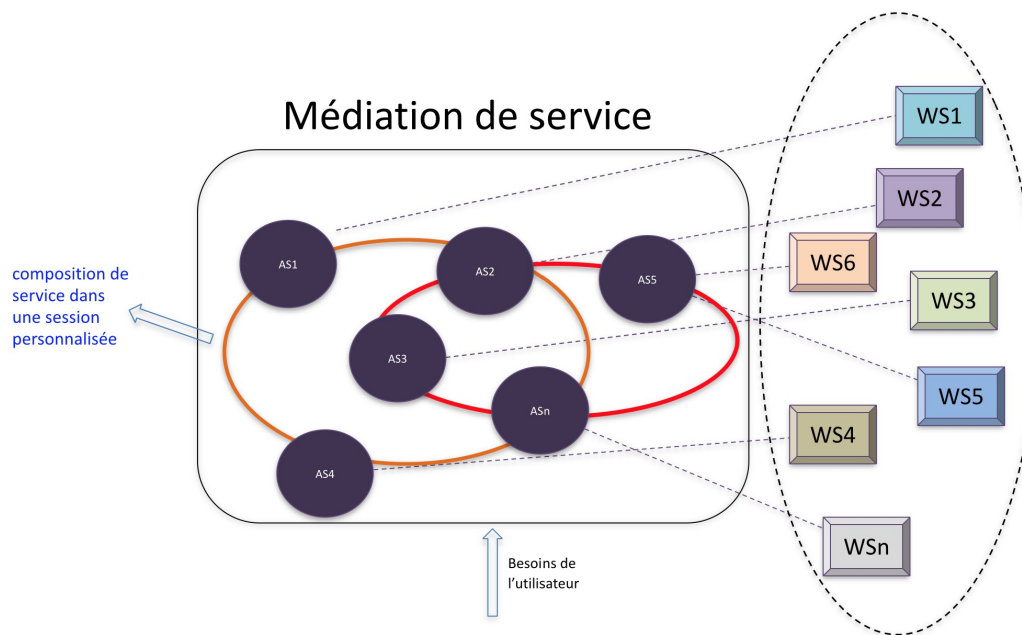 Médiation de service
WS1
WS2
WS6
WS3
WS5
WS4
WSn
AS1
AS2
AS5
AS3
ASn
AS4
composition de
service dans
une session
personnalisée
Besoins de
l'utilisateur